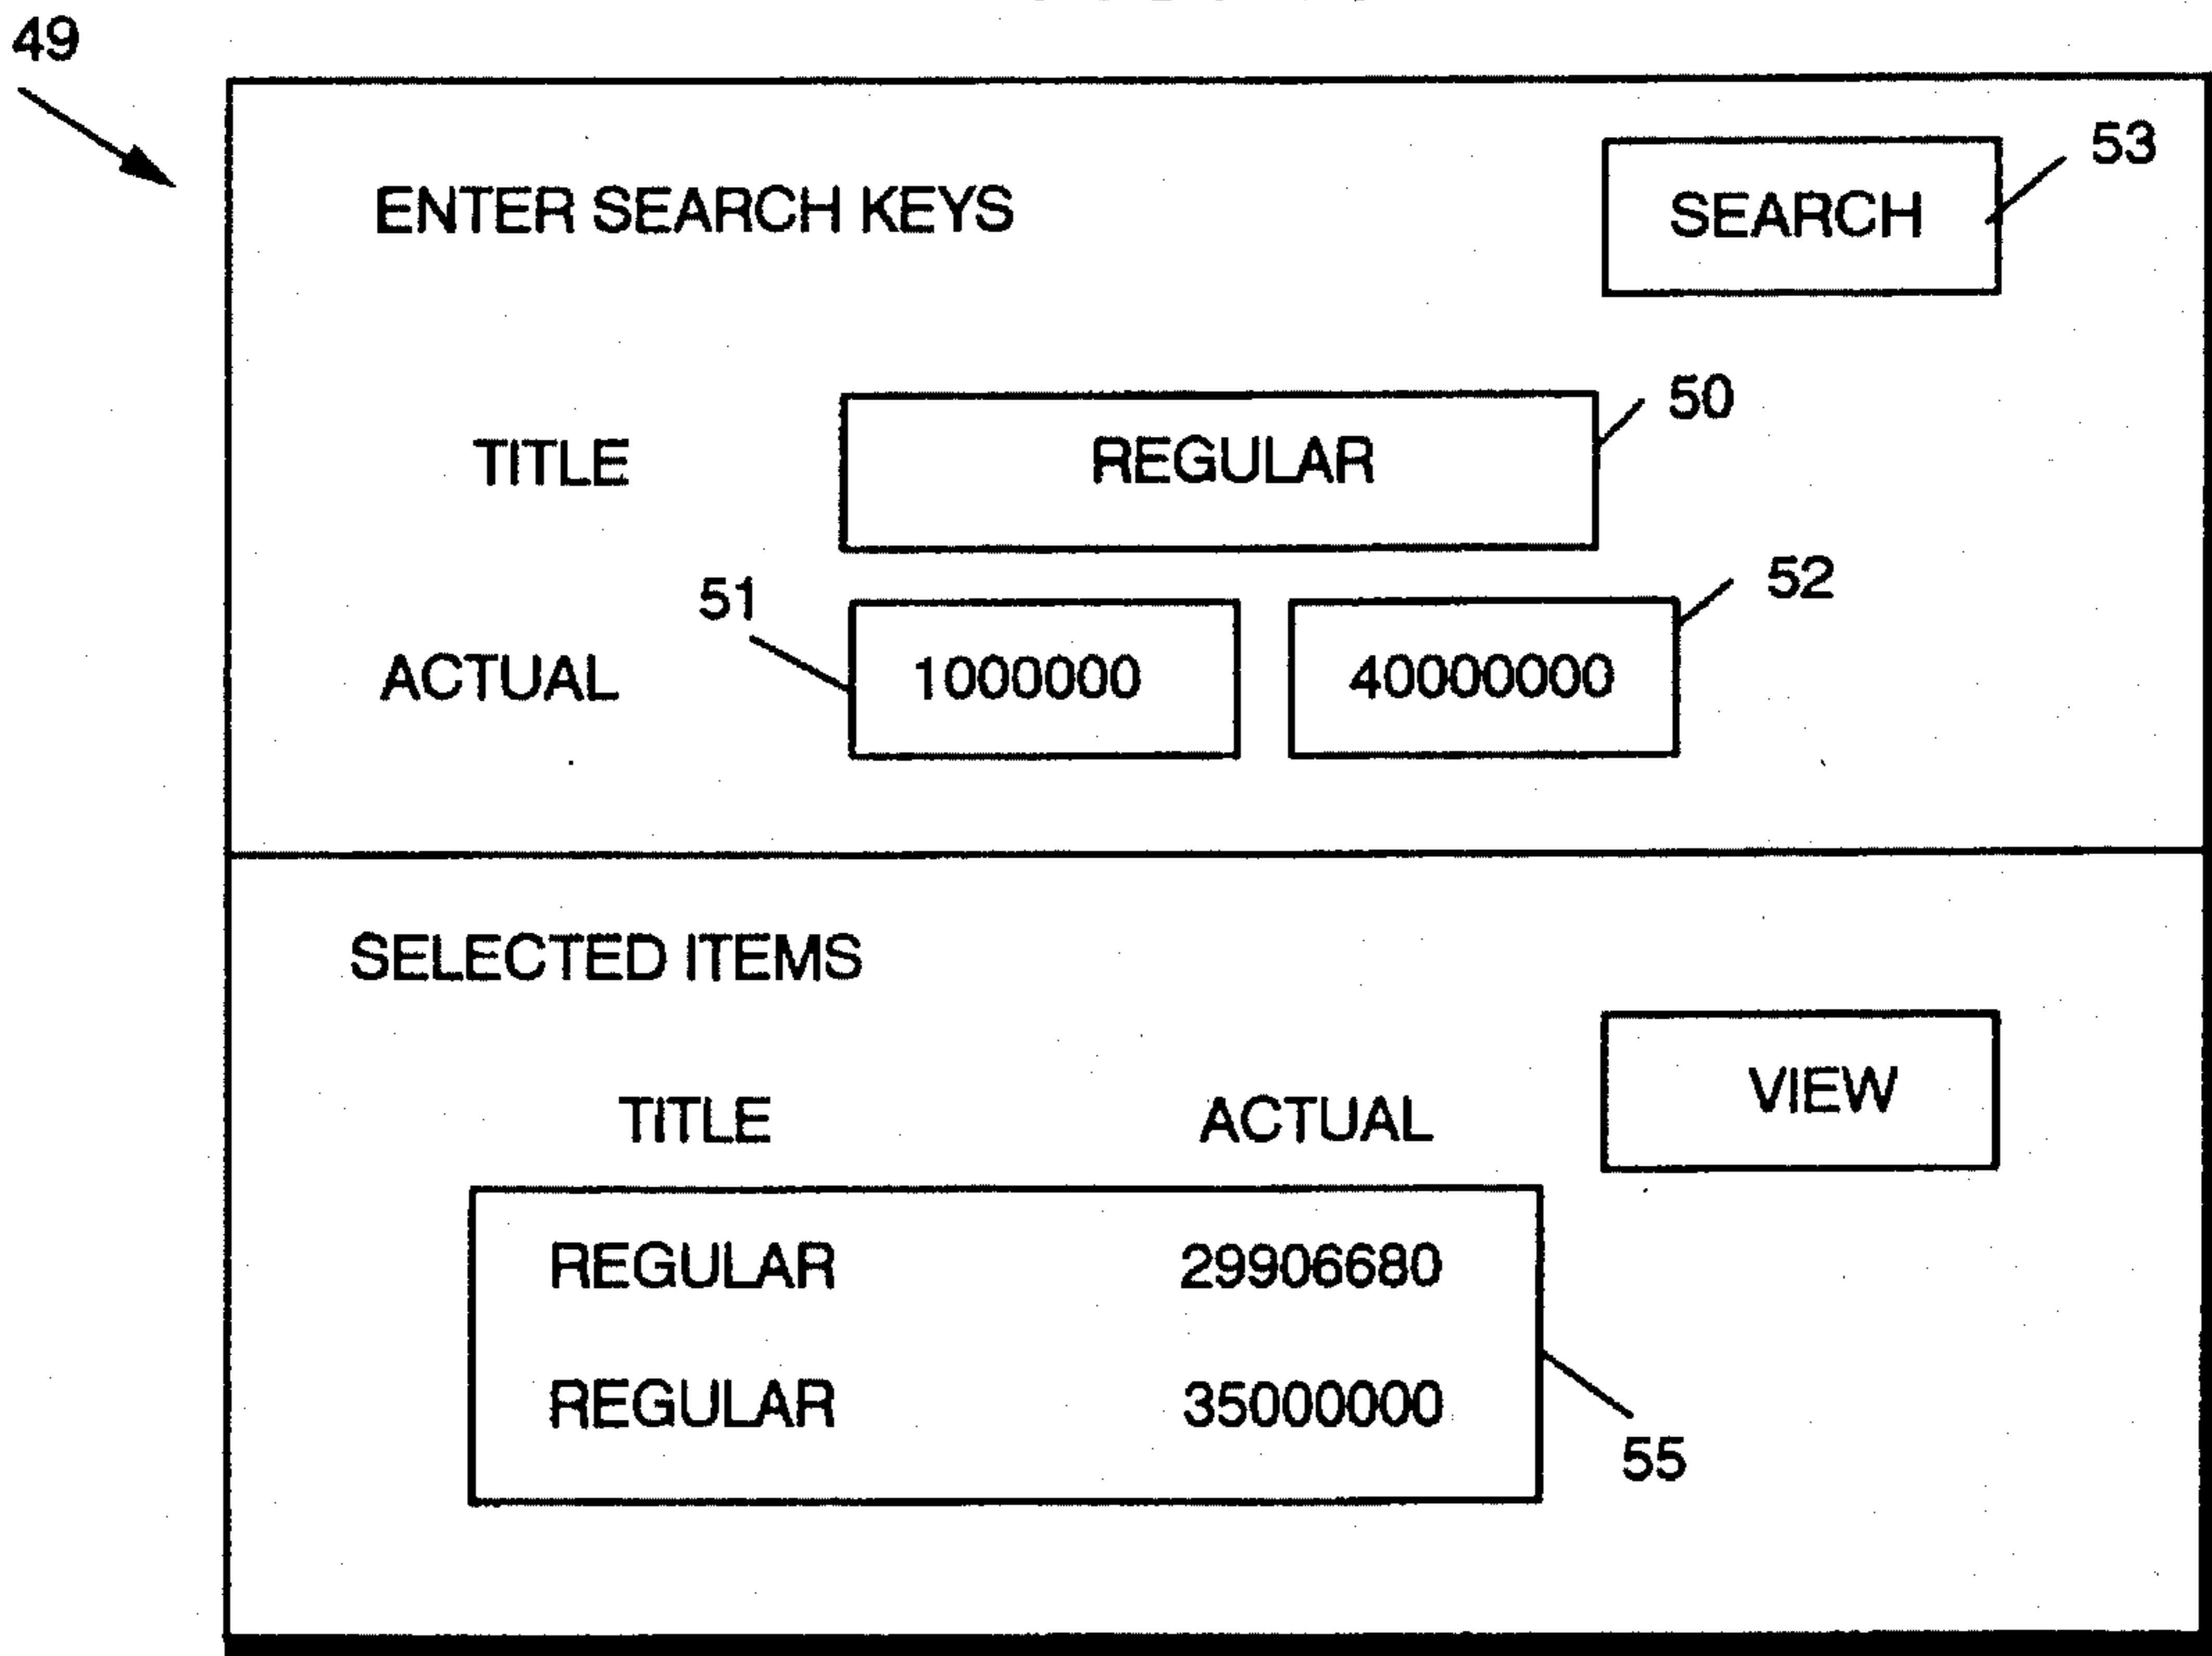 49
53
ENTER SEARCH KEYS SEARCH
50
TITLE REGULAR
51 52
ACTUAL 1000000 40000000
SELECTED ITEMS
VIEW
TITLE ACTUAL
REGULAR 29906680
REGULAR 35000000
55